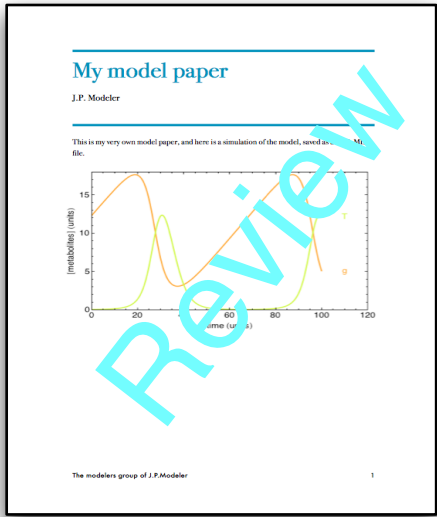 My model paper
J.P. Modeler
This is my very own model paper, and here is a simulation of the model, saved as
file.
[metabolites] (units)
15
10
5
0
0 20 40 60 80 100 120
(units)
T
g
Review
The modelers group of J.P.Modeler 1